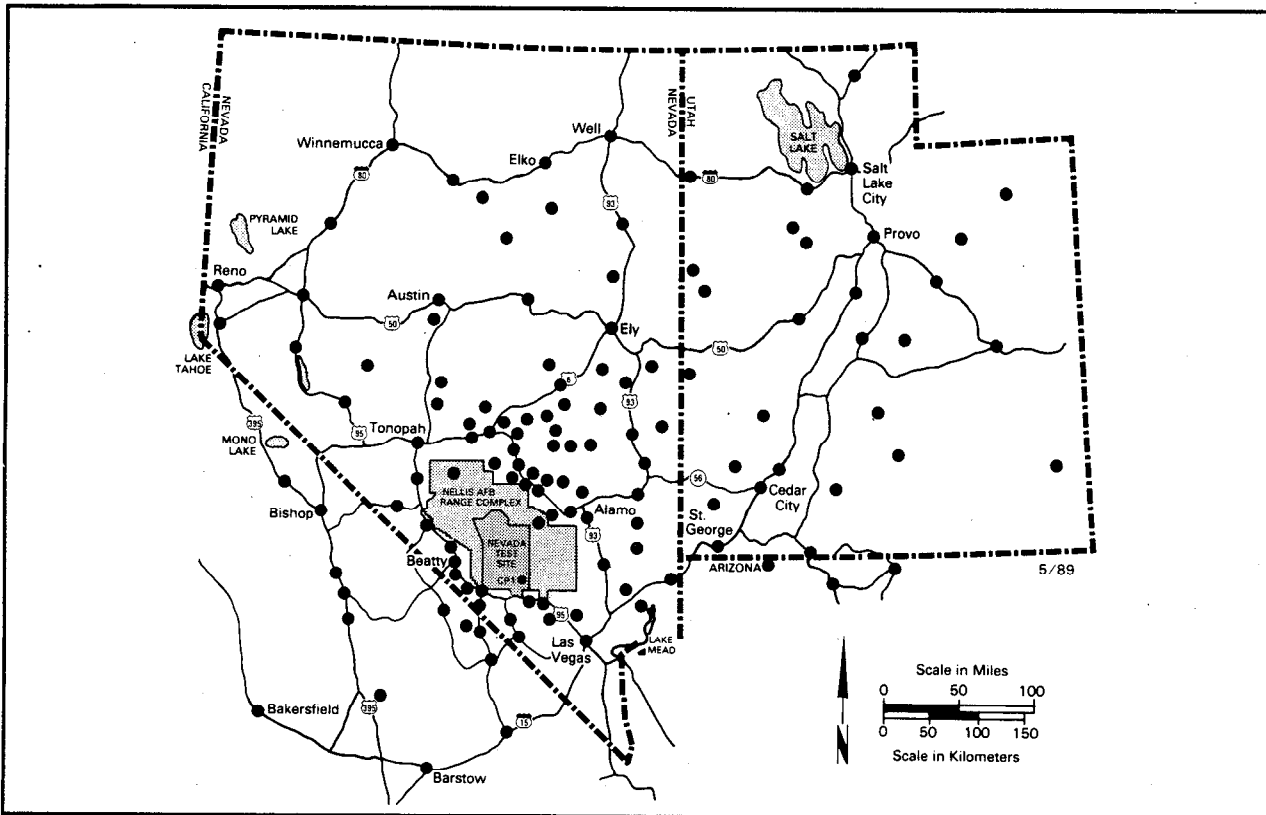 NEVADA
CALIFORNIA
UTAH
NEVADA
SALT
LAKE
Well
Winnemucca
Elko
80
80
Salt
Lake
City
93
PYRAMID
LAKE
Provo
Reno
Austin
50
Ely
50
LAKE
TAHOE
6
93
395
95
Tonopah
MONO
LAKE
56
NELLIS AFB
RANGE COMPLEX
Cedar
City
Bishop
Alamo
St.
George
93
NEVADA
TEST
SITE
CP-1
Beatty
ARIZONA
5/89
95
Las
Vegas
LAKE
MEAD
Scale in Miles
0 50 100
0 50 100 150
Scale in Kilometers
N
Bakersfield
395
15
Barstow